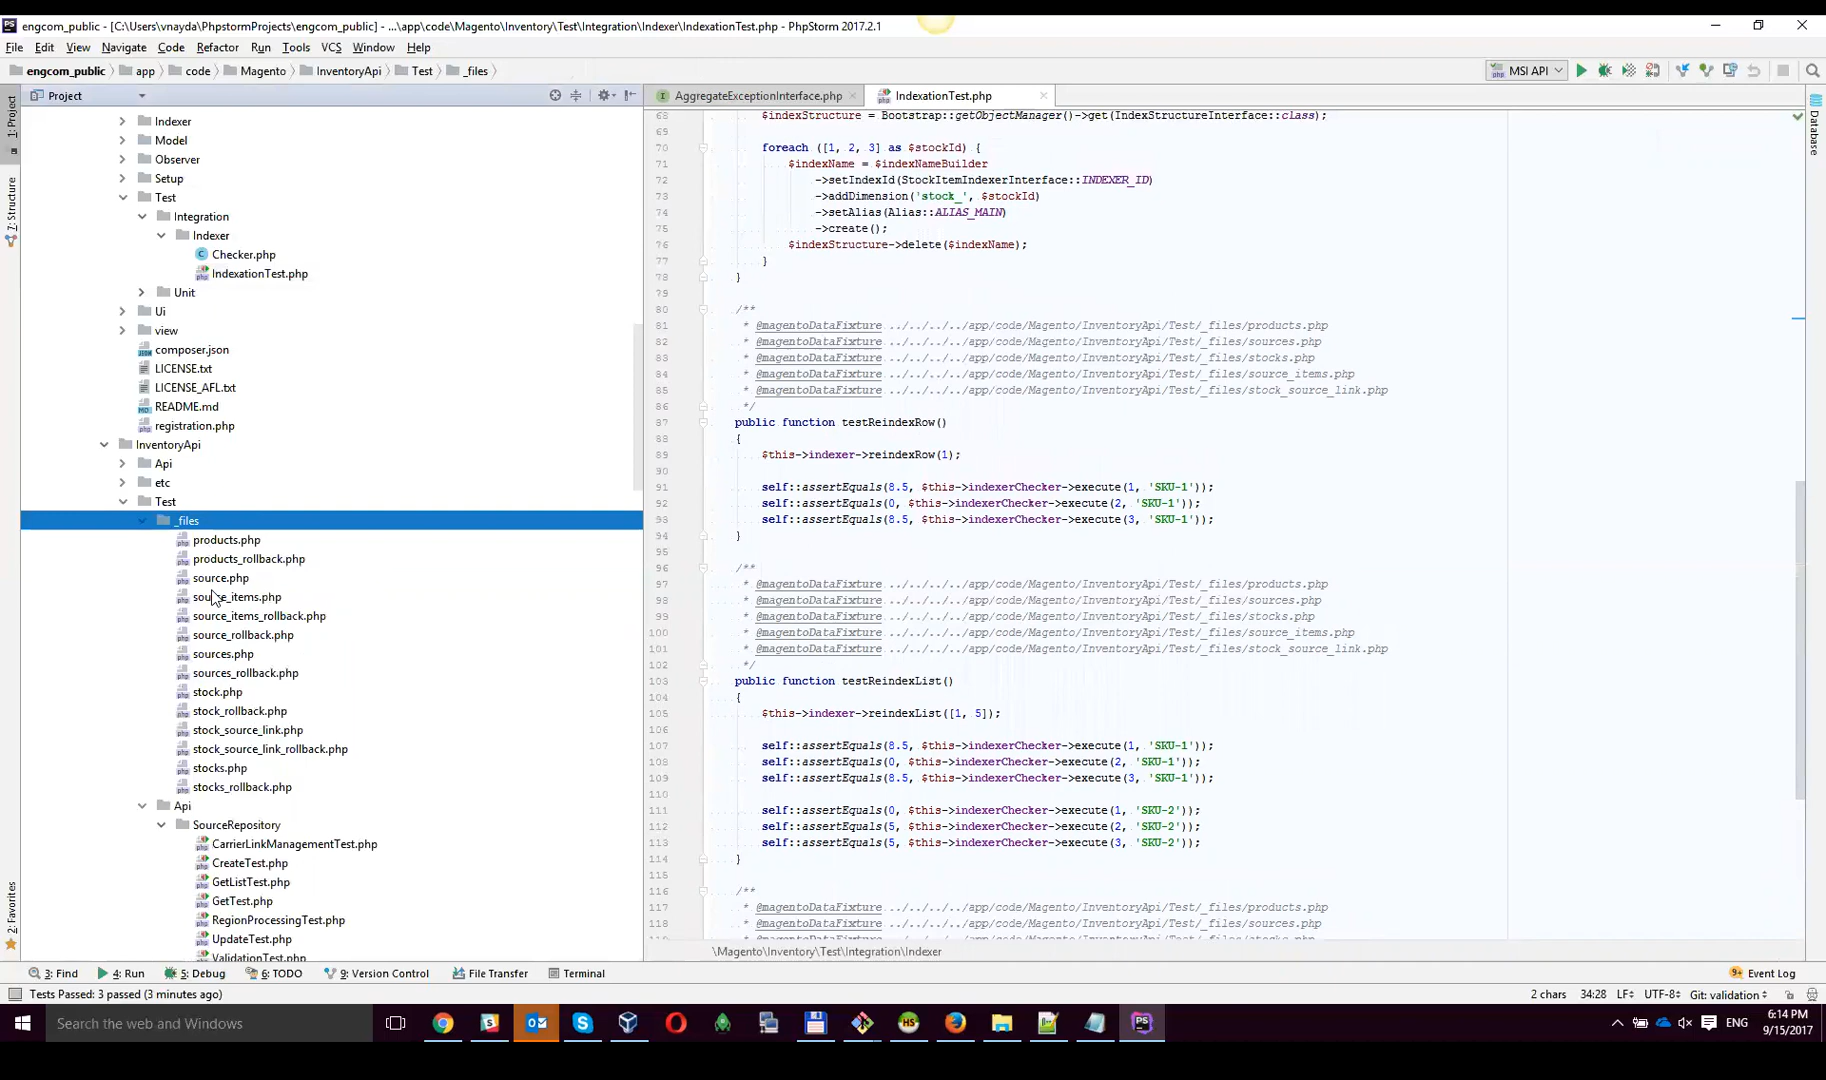 engcom_public - [C:\Users\vnayda\PhpstormProjects\engcom_public] - ...\app\code\Magento\Inventory\Test\Integration\Indexer\IndexationTest.php - PhpStorm 2017.2.1
File Edit View Navigate Code Refactor Run Tools VCS Window Help
engcom_public app code Magento InventoryApi Test _files MSI API
Project
AggregateExceptionInterface.php IndexationTest.php
1: Project
7: Structure
2: Favorites
Database
Indexer
Model
Observer
Setup
Test
Integration
Indexer
Checker.php
IndexationTest.php
Unit
Ui
view
composer.json
LICENSE.txt
LICENSE_AFL.txt
README.md
registration.php
InventoryApi
Api
etc
Test
_files
products.php
products_rollback.php
source.php
source_items.php
source_items_rollback.php
source_rollback.php
sources.php
sources_rollback.php
stock.php
stock_rollback.php
stock_source_link.php
stock_source_link_rollback.php
stocks.php
stocks_rollback.php
Api
SourceRepository
CarrierLinkManagementTest.php
CreateTest.php
GetListTest.php
GetTest.php
RegionProcessingTest.php
UpdateTest.php
ValidationTest.php
68 $indexStructure = Bootstrap::getObjectManager()->get(IndexStructureInterface::class);
69
70 foreach ([1, 2, 3] as $stockId) {
71 $indexName = $indexNameBuilder
72 ->setIndexId(StockItemIndexerInterface::INDEXER_ID)
73 ->addDimension('stock_', $stockId)
74 ->setAlias(Alias::ALIAS_MAIN)
75 ->create();
76 $indexStructure->delete($indexName);
77 }
78 }
79
80 /**
81 * @magentoDataFixture ../../../../app/code/Magento/InventoryApi/Test/_files/products.php
82 * @magentoDataFixture ../../../../app/code/Magento/InventoryApi/Test/_files/sources.php
83 * @magentoDataFixture ../../../../app/code/Magento/InventoryApi/Test/_files/stocks.php
84 * @magentoDataFixture ../../../../app/code/Magento/InventoryApi/Test/_files/source_items.php
85 * @magentoDataFixture ../../../../app/code/Magento/InventoryApi/Test/_files/stock_source_link.php
86 */
87 public function testReindexRow()
88 {
89 $this->indexer->reindexRow(1);
90
91 self::assertEquals(8.5, $this->indexerChecker->execute(1, 'SKU-1'));
92 self::assertEquals(0, $this->indexerChecker->execute(2, 'SKU-1'));
93 self::assertEquals(8.5, $this->indexerChecker->execute(3, 'SKU-1'));
94 }
95
96 /**
97 * @magentoDataFixture ../../../../app/code/Magento/InventoryApi/Test/_files/products.php
98 * @magentoDataFixture ../../../../app/code/Magento/InventoryApi/Test/_files/sources.php
99 * @magentoDataFixture ../../../../app/code/Magento/InventoryApi/Test/_files/stocks.php
100 * @magentoDataFixture ../../../../app/code/Magento/InventoryApi/Test/_files/source_items.php
101 * @magentoDataFixture ../../../../app/code/Magento/InventoryApi/Test/_files/stock_source_link.php
102 */
103 public function testReindexList()
104 {
105 $this->indexer->reindexList([1, 5]);
106
107 self::assertEquals(8.5, $this->indexerChecker->execute(1, 'SKU-1'));
108 self::assertEquals(0, $this->indexerChecker->execute(2, 'SKU-1'));
109 self::assertEquals(8.5, $this->indexerChecker->execute(3, 'SKU-1'));
110
111 self::assertEquals(0, $this->indexerChecker->execute(1, 'SKU-2'));
112 self::assertEquals(5, $this->indexerChecker->execute(2, 'SKU-2'));
113 self::assertEquals(5, $this->indexerChecker->execute(3, 'SKU-2'));
114 }
115
116 /**
117 * @magentoDataFixture ../../../../app/code/Magento/InventoryApi/Test/_files/products.php
118 * @magentoDataFixture ../../../../app/code/Magento/InventoryApi/Test/_files/sources.php
\Magento\Inventory\Test\Integration\Indexer
3: Find 4: Run 5: Debug 6: TODO 9: Version Control File Transfer Terminal 9+ Event Log
Tests Passed: 3 passed (3 minutes ago) 2 chars 34:28 LF UTF-8 Git: validation
Search the web and Windows
ENG
6:14 PM
9/15/2017